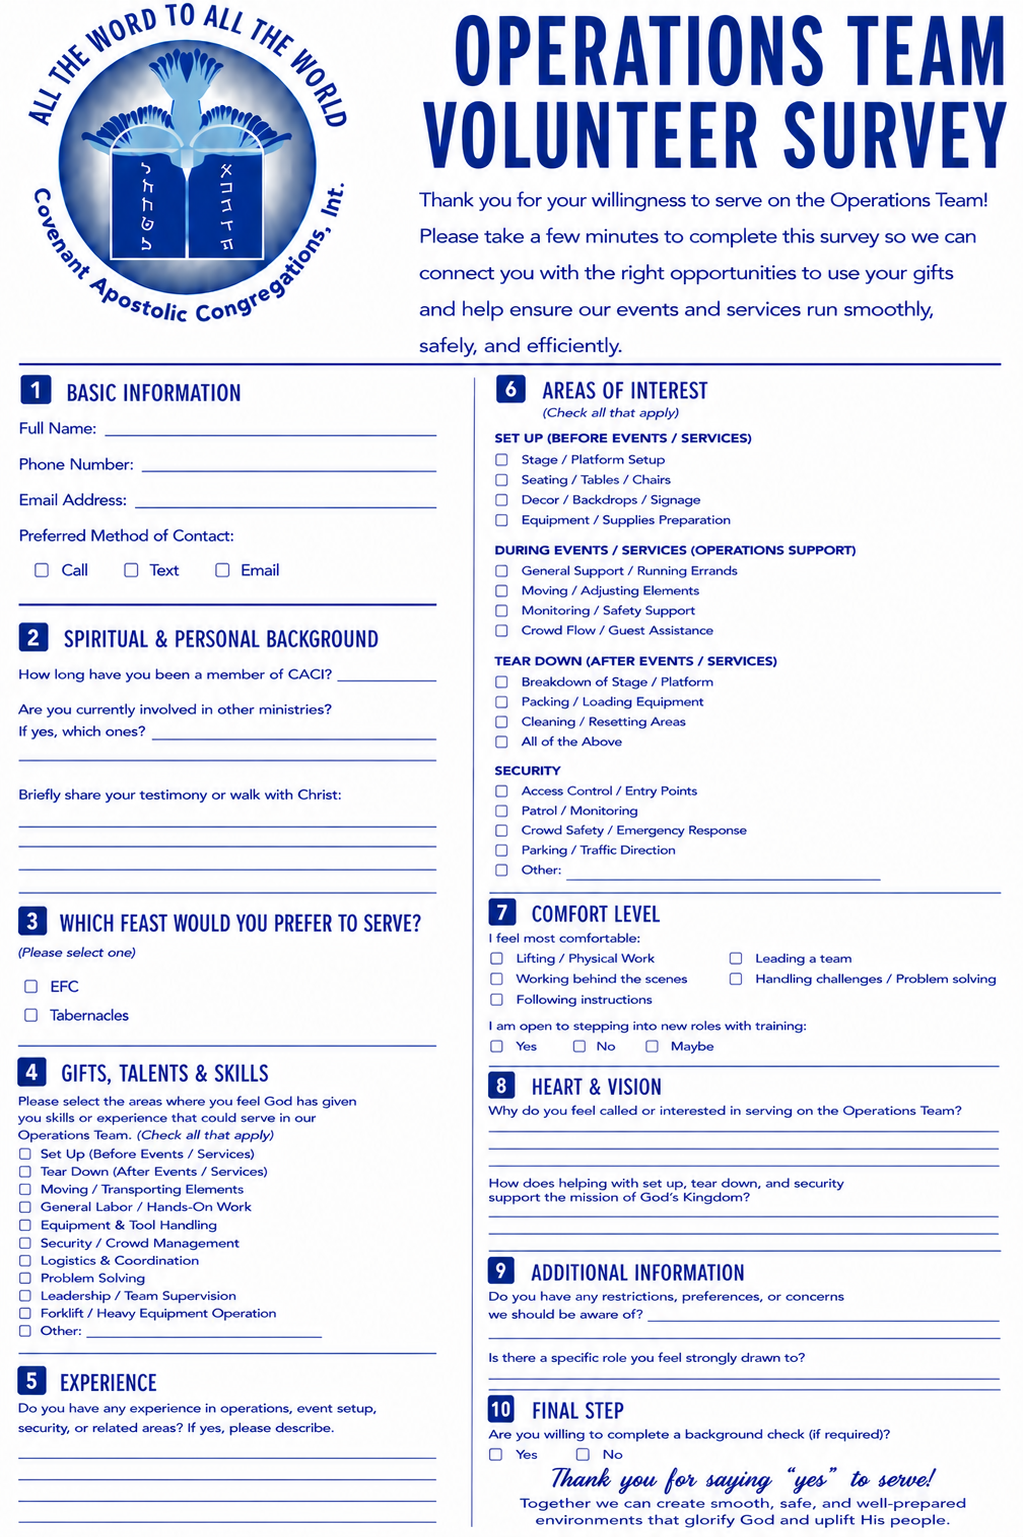 ALL THE WORD TO ALL THE WORLD
Covenant Apostolic Congregations, Int.
OPERATIONS TEAM
VOLUNTEER SURVEY
Thank you for your willingness to serve on the Operations Team!
Please take a few minutes to complete this survey so we can
connect you with the right opportunities to use your gifts
and help ensure our events and services run smoothly,
safely, and efficiently.
1 BASIC INFORMATION
Full Name:
Phone Number:
Email Address:
Preferred Method of Contact:
Call Text Email
2 SPIRITUAL & PERSONAL BACKGROUND
How long have you been a member of CACI?
Are you currently involved in other ministries?
If yes, which ones?
Briefly share your testimony or walk with Christ:
3 WHICH FEAST WOULD YOU PREFER TO SERVE?
(Please select one)
EFC
Tabernacles
4 GIFTS, TALENTS & SKILLS
Please select the areas where you feel God has given
you skills or experience that could serve in our
Operations Team. (Check all that apply)
Set Up (Before Events / Services)
Tear Down (After Events / Services)
Moving / Transporting Elements
General Labor / Hands-On Work
Equipment & Tool Handling
Security / Crowd Management
Logistics & Coordination
Problem Solving
Leadership / Team Supervision
Forklift / Heavy Equipment Operation
Other:
5 EXPERIENCE
Do you have any experience in operations, event setup,
security, or related areas? If yes, please describe.
6 AREAS OF INTEREST
(Check all that apply)
SET UP (BEFORE EVENTS / SERVICES)
Stage / Platform Setup
Seating / Tables / Chairs
Decor / Backdrops / Signage
Equipment / Supplies Preparation
DURING EVENTS / SERVICES (OPERATIONS SUPPORT)
General Support / Running Errands
Moving / Adjusting Elements
Monitoring / Safety Support
Crowd Flow / Guest Assistance
TEAR DOWN (AFTER EVENTS / SERVICES)
Breakdown of Stage / Platform
Packing / Loading Equipment
Cleaning / Resetting Areas
All of the Above
SECURITY
Access Control / Entry Points
Patrol / Monitoring
Crowd Safety / Emergency Response
Parking / Traffic Direction
Other:
7 COMFORT LEVEL
I feel most comfortable:
Lifting / Physical Work Leading a team
Working behind the scenes Handling challenges / Problem solving
Following instructions
I am open to stepping into new roles with training:
Yes No Maybe
8 HEART & VISION
Why do you feel called or interested in serving on the Operations Team?
How does helping with set up, tear down, and security
support the mission of God's Kingdom?
9 ADDITIONAL INFORMATION
Do you have any restrictions, preferences, or concerns
we should be aware of?
Is there a specific role you feel strongly drawn to?
10 FINAL STEP
Are you willing to complete a background check (if required)?
Yes No
Thank you for saying "yes" to serve!
Together we can create smooth, safe, and well-prepared
environments that glorify God and uplift His people.